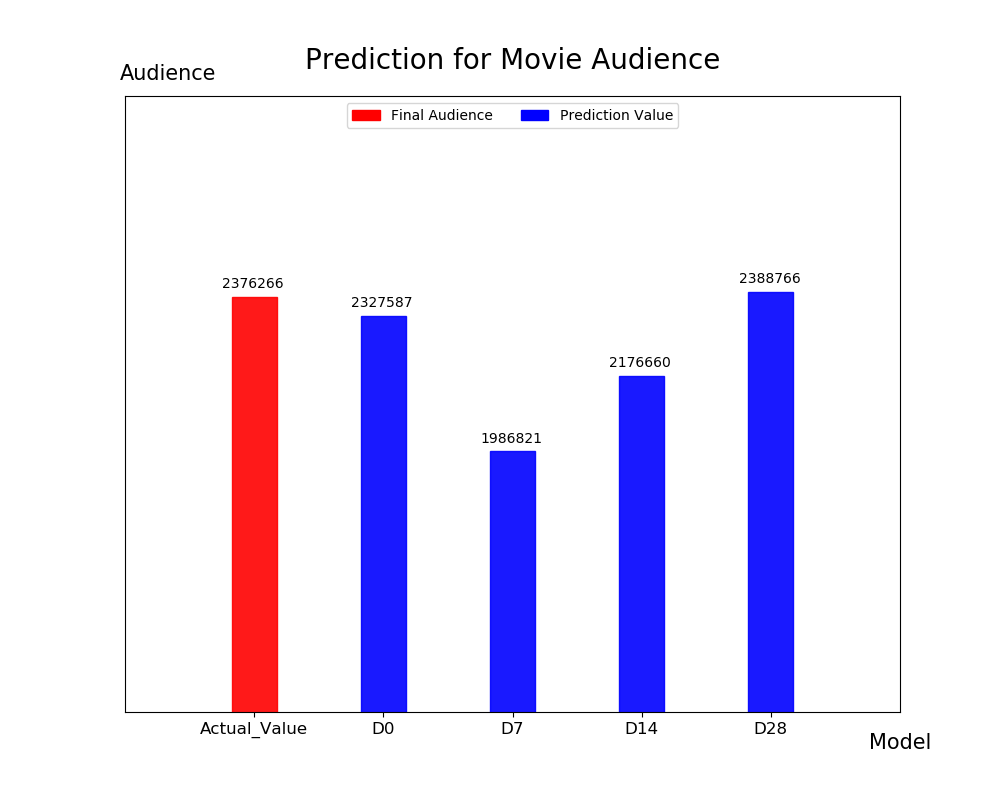 Prediction for Movie Audience
Audience
Final Audience Prediction Value
2376266
2327587
1986821
2176660
2388766
Actual_Value D0 D7 D14 D28
Model